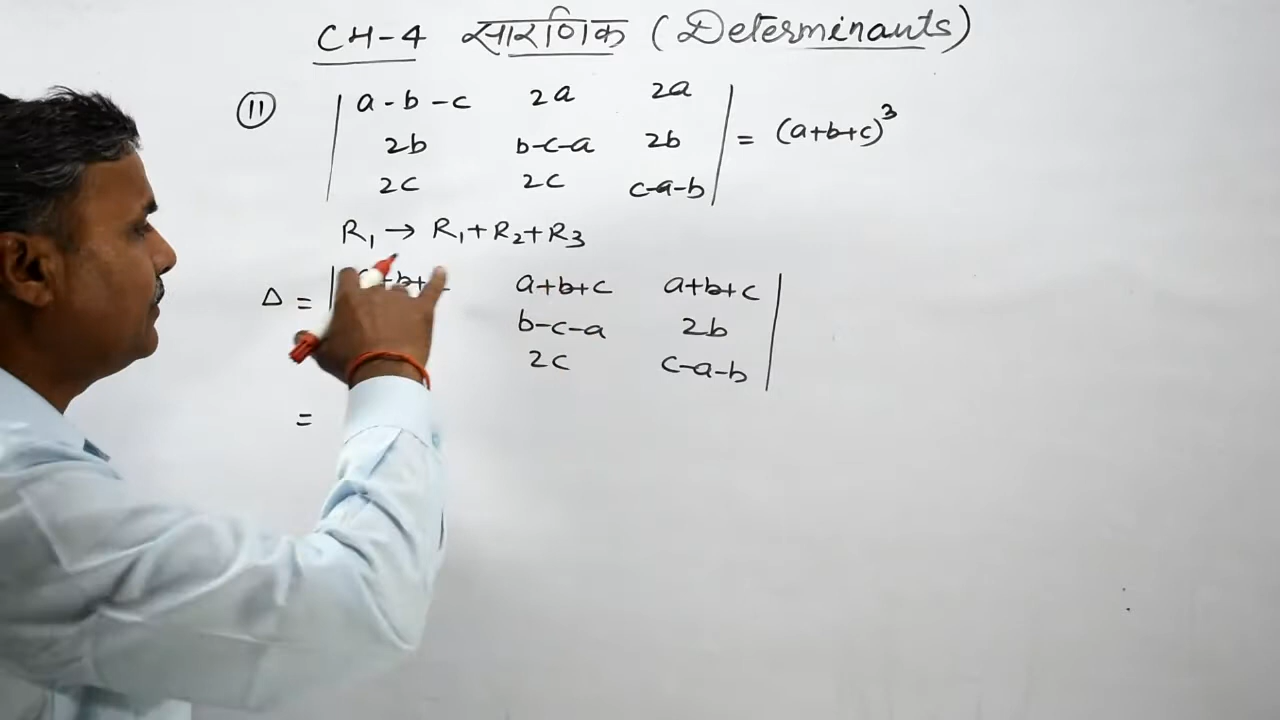 CH-4 सारणिक (Determinants)
11 | a-b-c 2a 2a |
2b b-c-a 2b = (a+b+c)³
2c 2c c-a-b
R₁ → R₁+R₂+R₃
Δ = | a+b+ a+b+c a+b+c |
b-c-a 2b
2c c-a-b
=